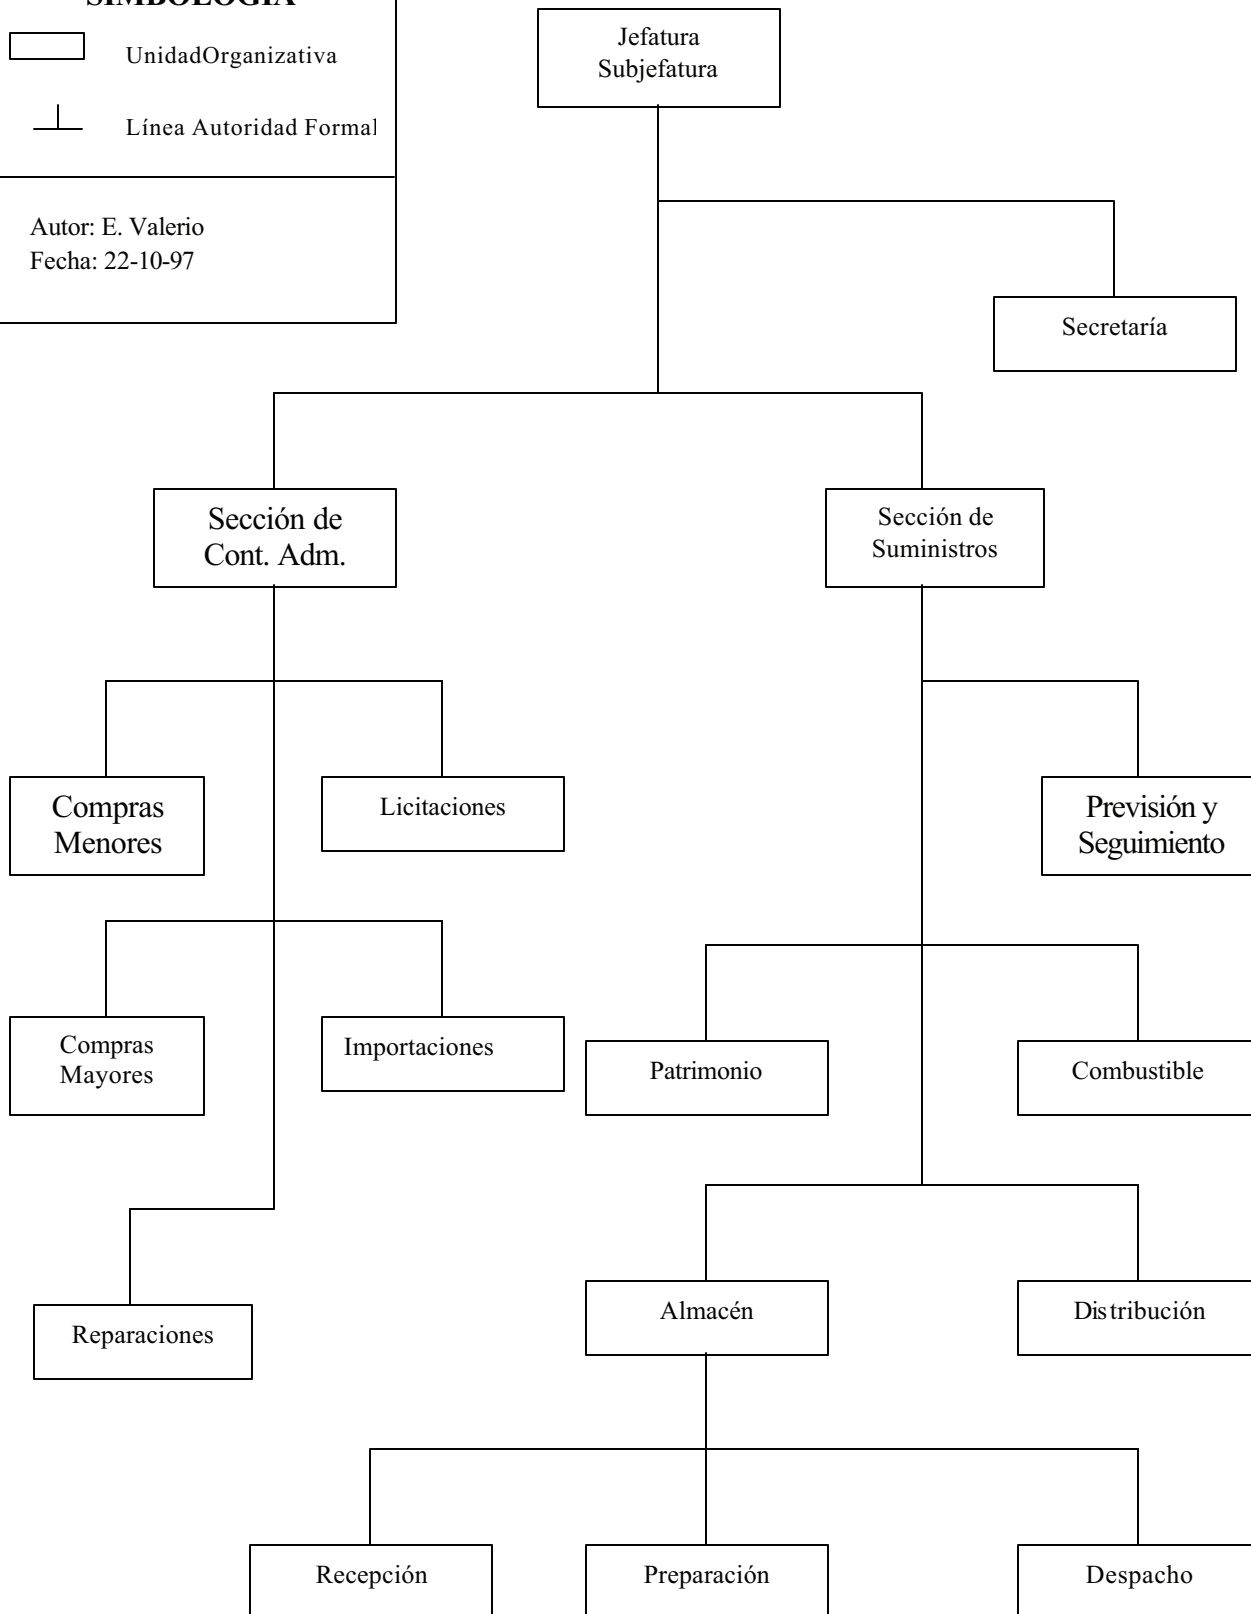 SIMBOLOGÍA
UnidadOrganizativa
Línea Autoridad Formal
Autor: E. Valerio
Fecha: 22-10-97
Jefatura
Subjefatura
Secretaría
Sección de
Cont. Adm.
Sección de
Suministros
Compras
Menores
Licitaciones
Previsión y
Seguimiento
Compras
Mayores
Importaciones
Patrimonio
Combustible
Reparaciones
Almacén
Distribución
Recepción
Preparación
Despacho